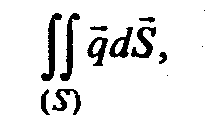 ∬ q⃗ dS⃗,
(S)